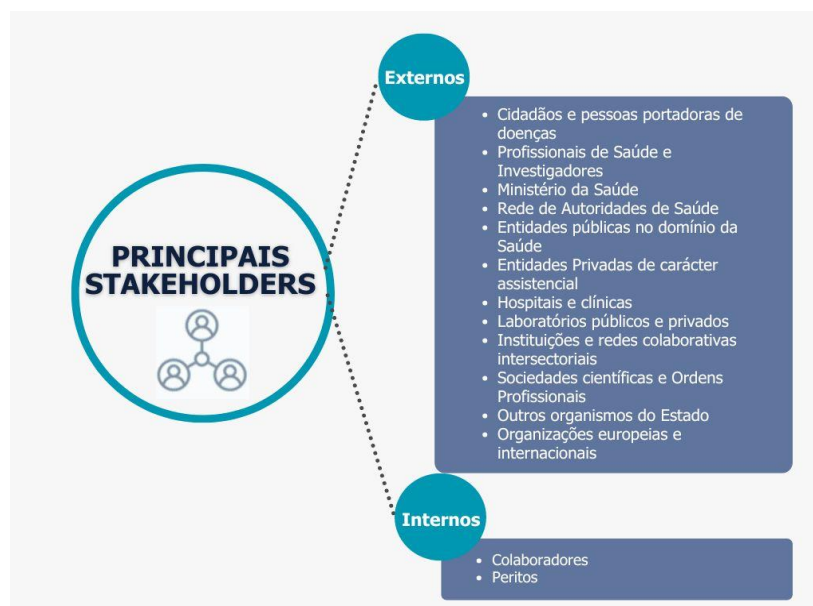 PRINCIPAIS
STAKEHOLDERS
Externos
• Cidadãos e pessoas portadoras de
doenças
• Profissionais de Saúde e
Investigadores
• Ministério da Saúde
• Rede de Autoridades de Saúde
• Entidades públicas no domínio da
Saúde
• Entidades Privadas de carácter
assistencial
• Hospitais e clínicas
• Laboratórios públicos e privados
• Instituições e redes colaborativas
intersectoriais
• Sociedades científicas e Ordens
Profissionais
• Outros organismos do Estado
• Organizações europeias e
internacionais
Internos
• Colaboradores
• Peritos